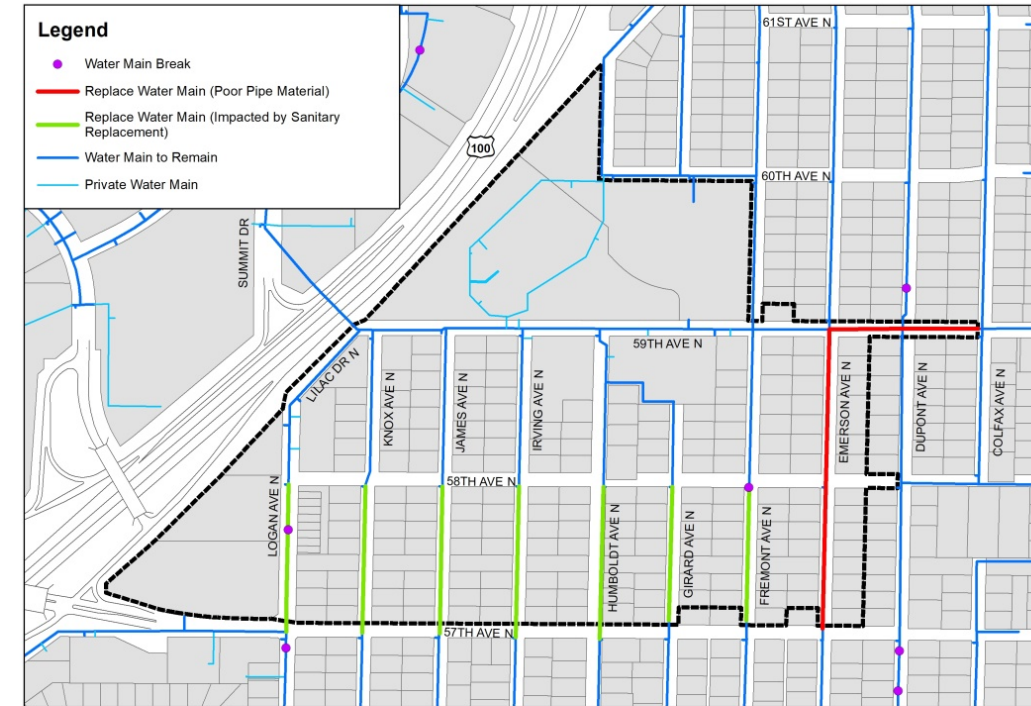 Legend
Water Main Break
Replace Water Main (Poor Pipe Material)
Replace Water Main (Impacted by Sanitary
Replacement)
Water Main to Remain
Private Water Main
61ST AVE N
100
60TH AVE N
SUMMIT DR
59TH AVE N
LILAC DR N
KNOX AVE N
JAMES AVE N
IRVING AVE N
EMERSON AVE N
DUPONT AVE N
COLFAX AVE N
58TH AVE N
LOGAN AVE N
HUMBOLDT AVE N
GIRARD AVE N
FREMONT AVE N
57TH AVE N